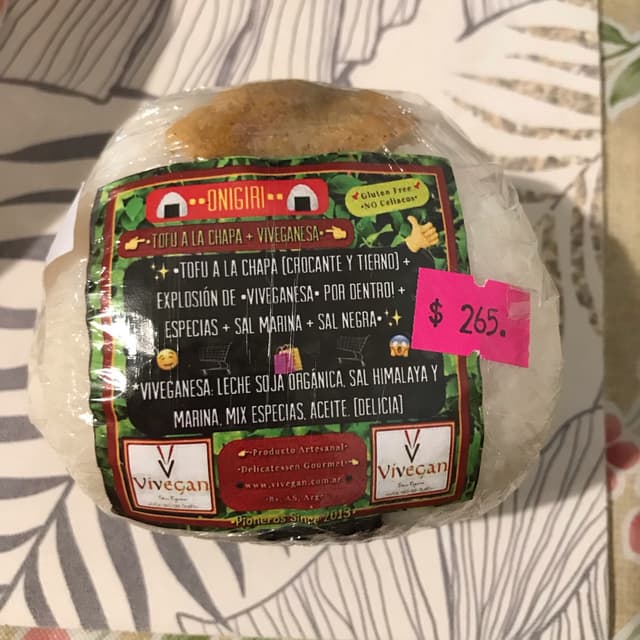 ••ONIGIRI••
Gluten Free
•NO Celiacos•
TOFU A LA CHAPA + VIVEGANESA•
•TOFU A LA CHAPA (CROCANTE Y TIERNO) +
EXPLOSIÓN DE •VIVEGANESA• POR DENTRO! +
ESPECIAS + SAL MARINA + SAL NEGRA•
$ 265.
*VIVEGANESA: LECHE SOJA ORGÁNICA, SAL HIMALAYA Y
MARINA, MIX ESPECIAS, ACEITE. (DELICIA)
Vivegan
•Producto Artesanal•
•Delicatessen Gourmet•
www.vivegan.com.ar
•Bs. AS, Arg•
Vivegan
•Pioneros Since 2013•